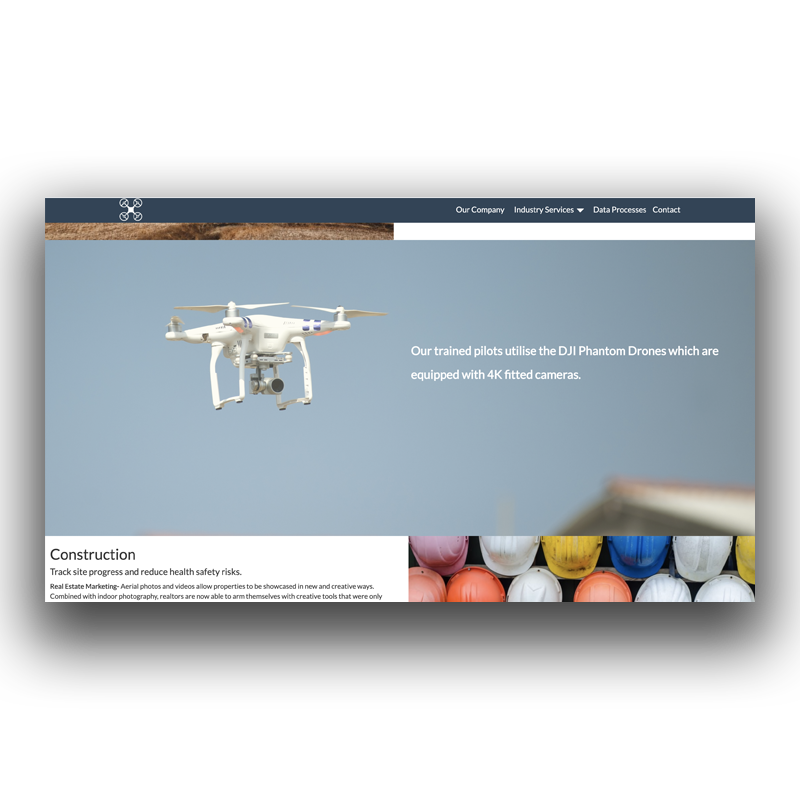 Our Company Industry Services Data Processes Contact
Our trained pilots utilise the DJI Phantom Drones which are
equipped with 4K fitted cameras.
Construction
Track site progress and reduce health safety risks.
Real Estate Marketing- Aerial photos and videos allow properties to be showcased in new and creative ways.
Combined with indoor photography, realtors are now able to arm themselves with creative tools that were only